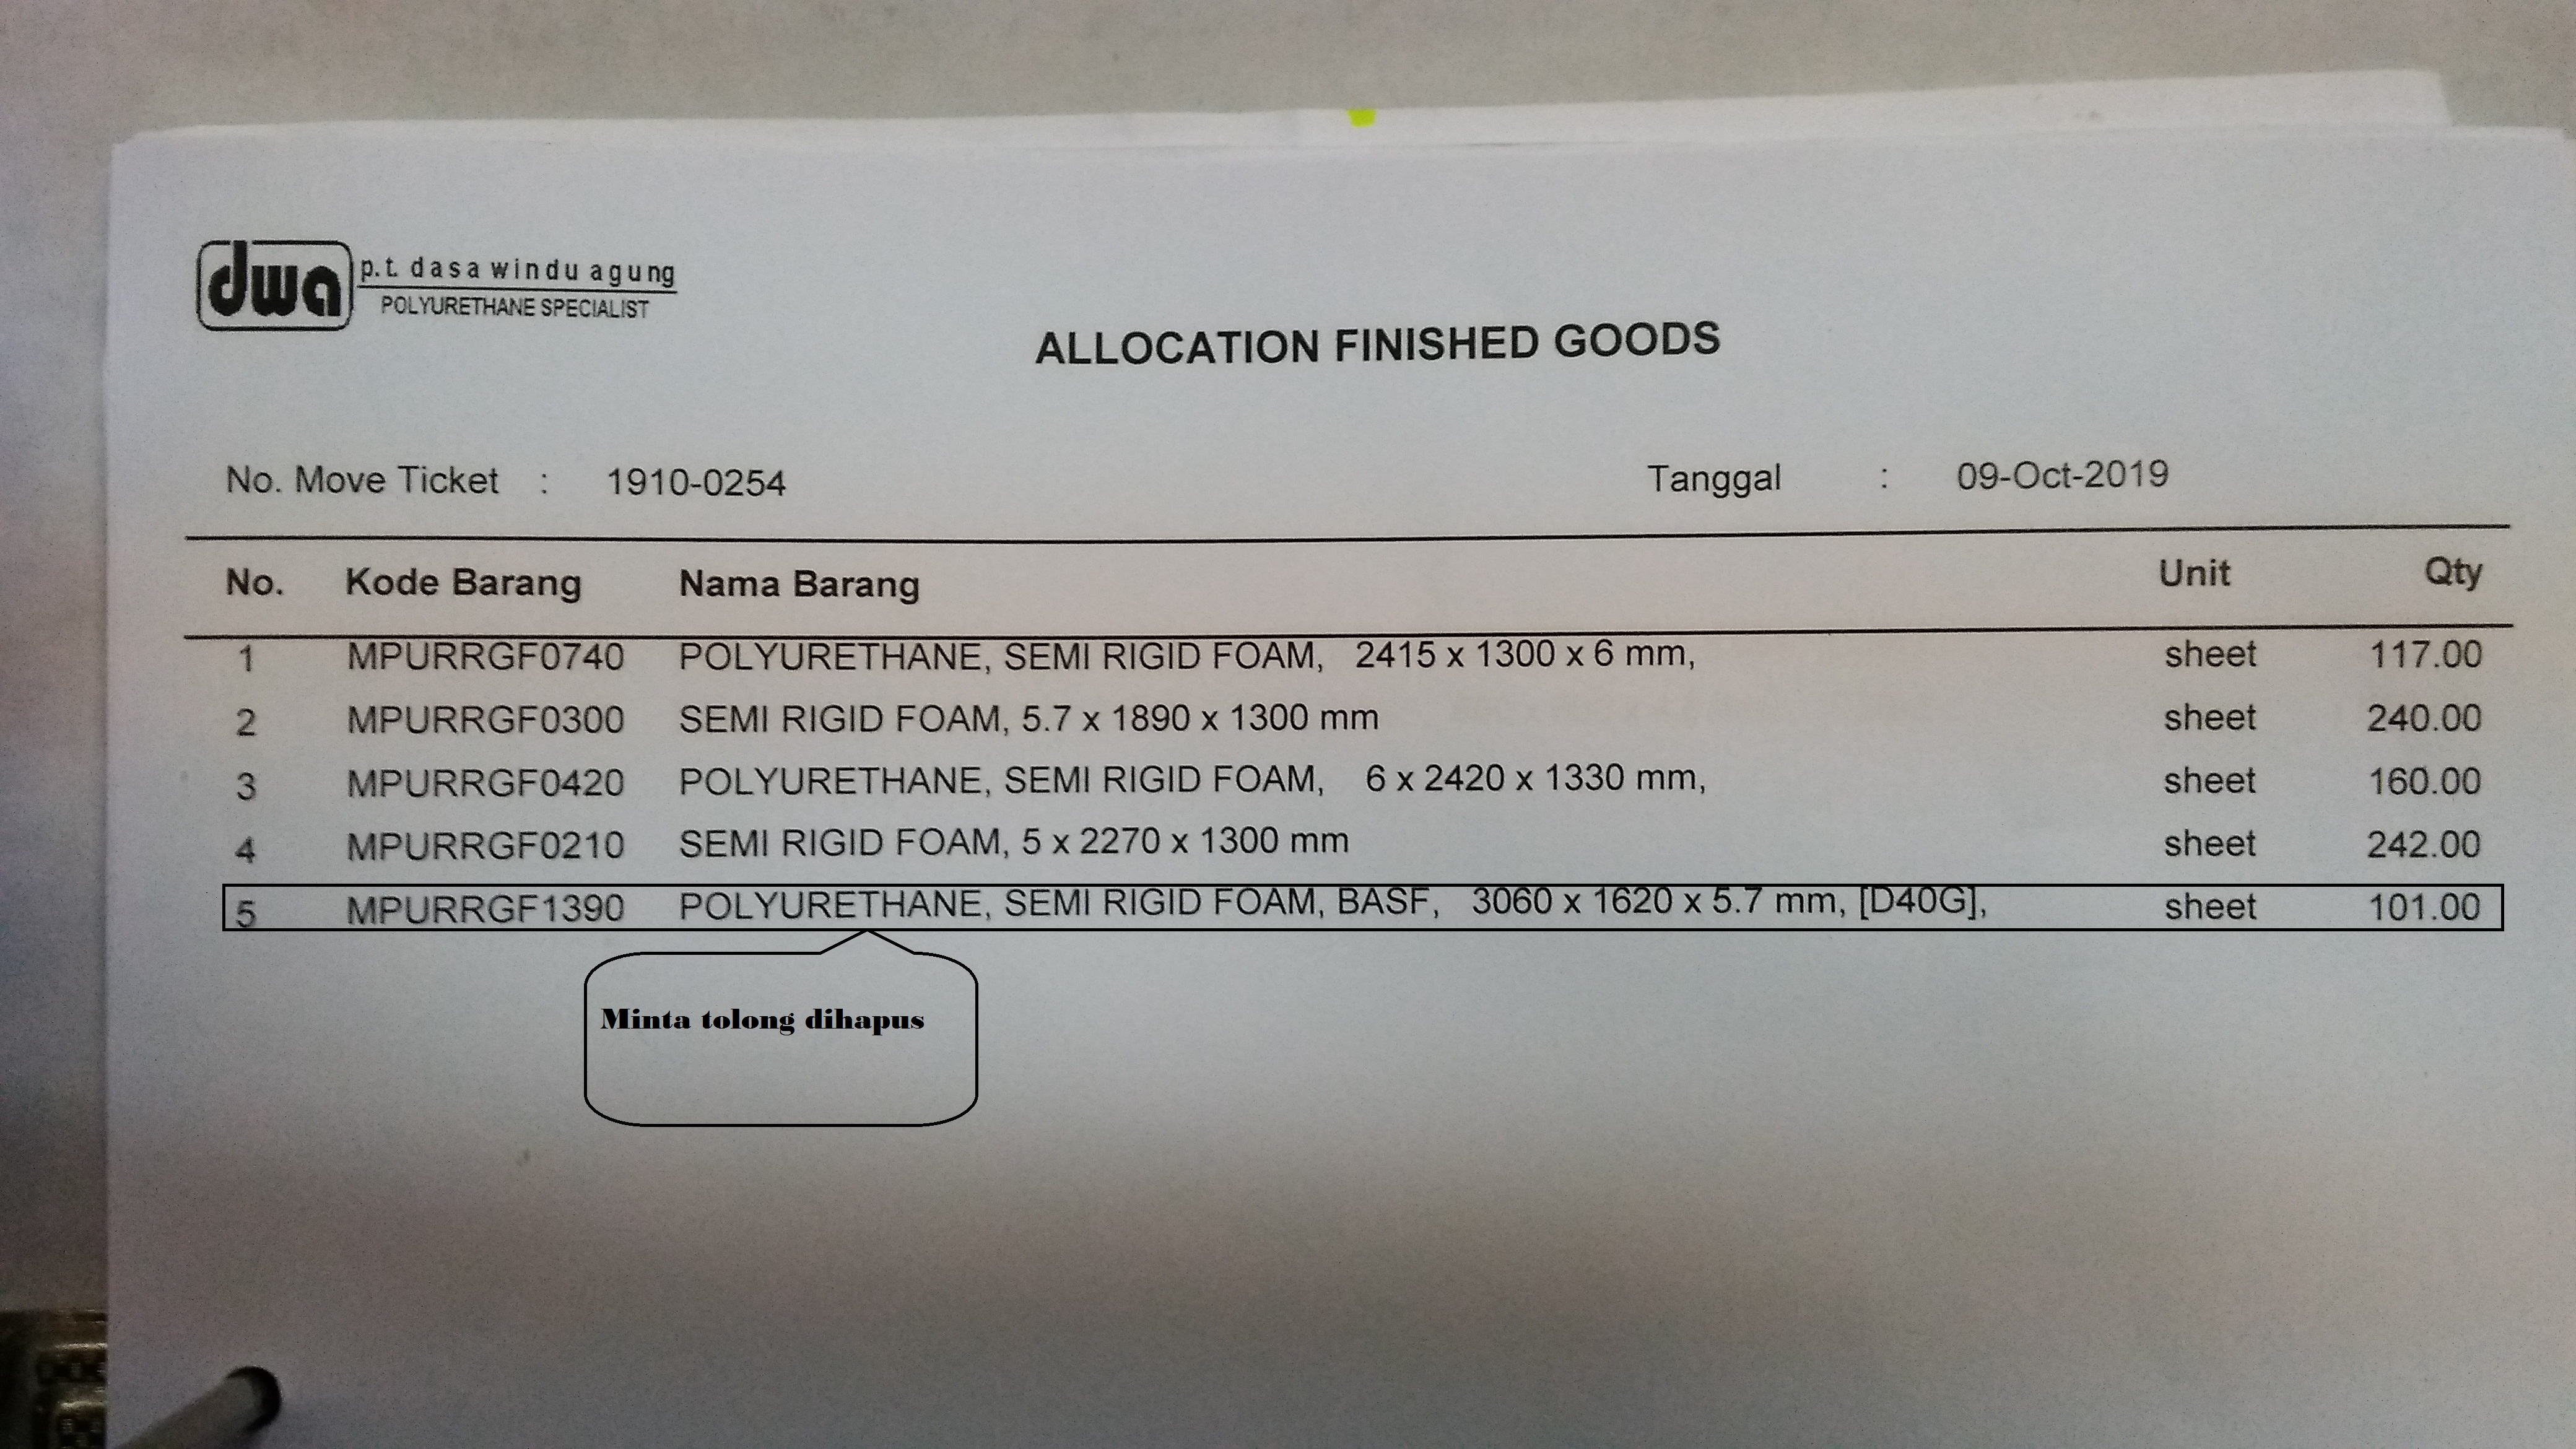 dwa p.t. dasa windu agung
POLYURETHANE SPECIALIST
ALLOCATION FINISHED GOODS
No. Move Ticket : 1910-0254 Tanggal : 09-Oct-2019
No. Kode Barang Nama Barang Unit Qty
1 MPURRGF0740 POLYURETHANE, SEMI RIGID FOAM, 2415 x 1300 x 6 mm, sheet 117.00
2 MPURRGF0300 SEMI RIGID FOAM, 5.7 x 1890 x 1300 mm sheet 240.00
3 MPURRGF0420 POLYURETHANE, SEMI RIGID FOAM, 6 x 2420 x 1330 mm, sheet 160.00
4 MPURRGF0210 SEMI RIGID FOAM, 5 x 2270 x 1300 mm sheet 242.00
5 MPURRGF1390 POLYURETHANE, SEMI RIGID FOAM, BASF, 3060 x 1620 x 5.7 mm, [D40G], sheet 101.00
Minta tolong dihapus